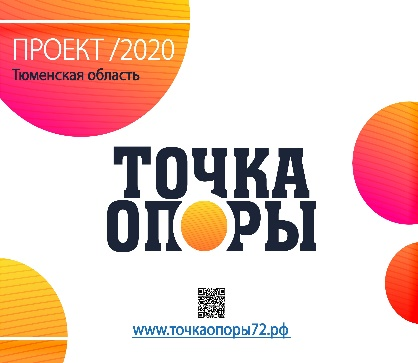 ПРОЕКТ /2020
Тюменская область
ТОЧКА
ОПОРЫ
www.точкаопоры72.рф